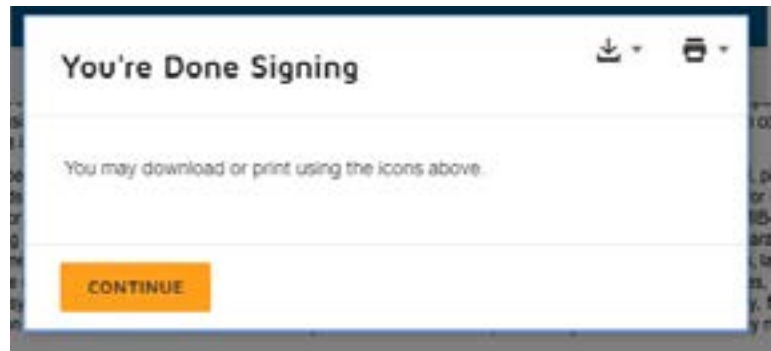 You're Done Signing
You may download or print using the icons above.
CONTINUE